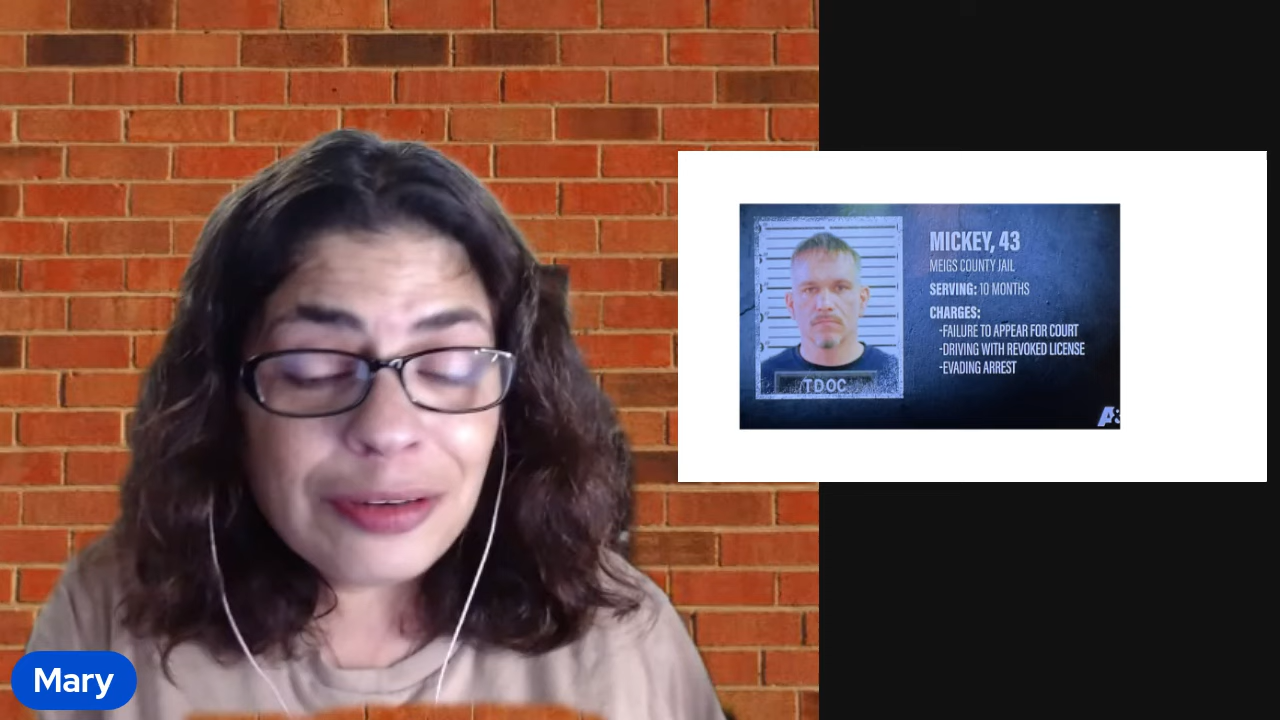 MICKEY, 43
MEIGS COUNTY JAIL
SERVING: 10 MONTHS
CHARGES:
-FAILURE TO APPEAR FOR COURT
-DRIVING WITH REVOKED LICENSE
-EVADING ARREST
TDOC
A&
Mary